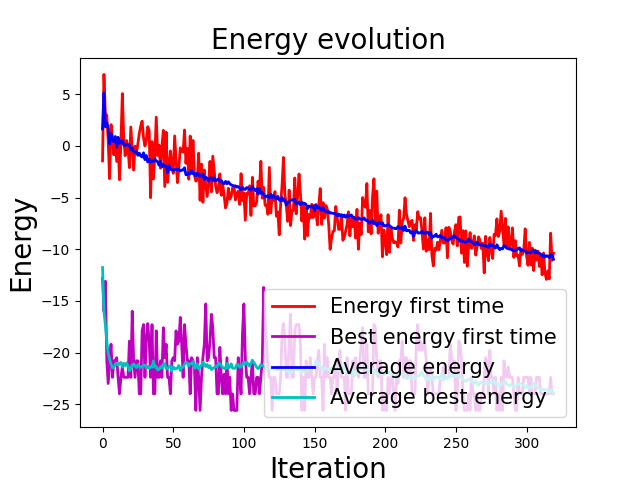 Energy evolution
Energy
5
0
−5
−10
−15
−20
−25
Energy first time
Best energy first time
Average energy
Average best energy
0 50 100 150 200 250 300
Iteration